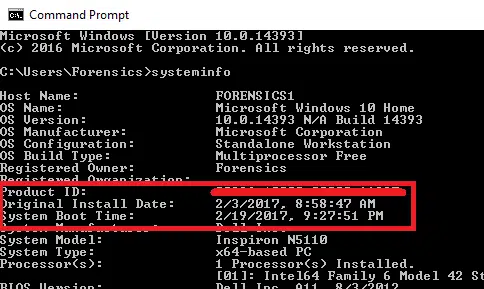 Command Prompt
Microsoft Windows [Version 10.0.14393]
(c) 2016 Microsoft Corporation. All rights reserved.
C:\Users\Forensics>systeminfo
Host Name: FORENSICS1
OS Name: Microsoft Windows 10 Home
OS Version: 10.0.14393 N/A Build 14393
OS Manufacturer: Microsoft Corporation
OS Configuration: Standalone Workstation
OS Build Type: Multiprocessor Free
Registered Owner: Forensics
Registered Organization:
Product ID:
Original Install Date: 2/3/2017, 8:58:47 AM
System Boot Time: 2/19/2017, 9:27:51 PM
System Manufacturer: Dell Inc.
System Model: Inspiron N5110
System Type: x64-based PC
Processor(s): 1 Processor(s) Installed.
[01]: Intel64 Family 6 Model 42 St
BIOS Version: Dell Inc. A11, 8/3/2012